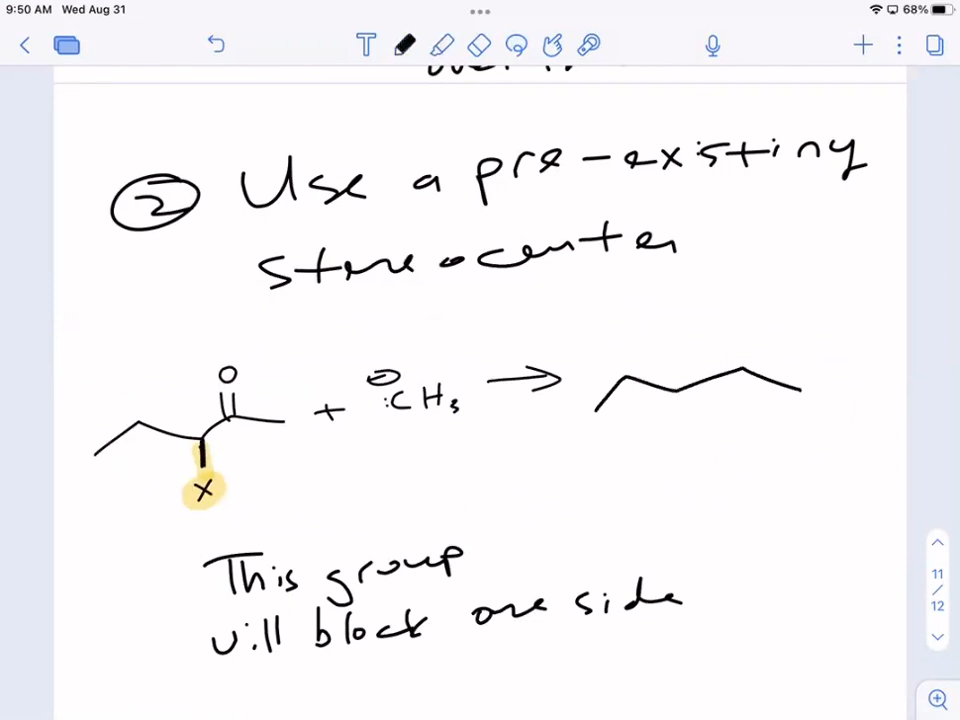 9:50 AM Wed Aug 31
68%
T
② Use a pre-existing
stereocenter
O
+ ⊖:CH₃ →
X
This group
will block one side
11
/
12